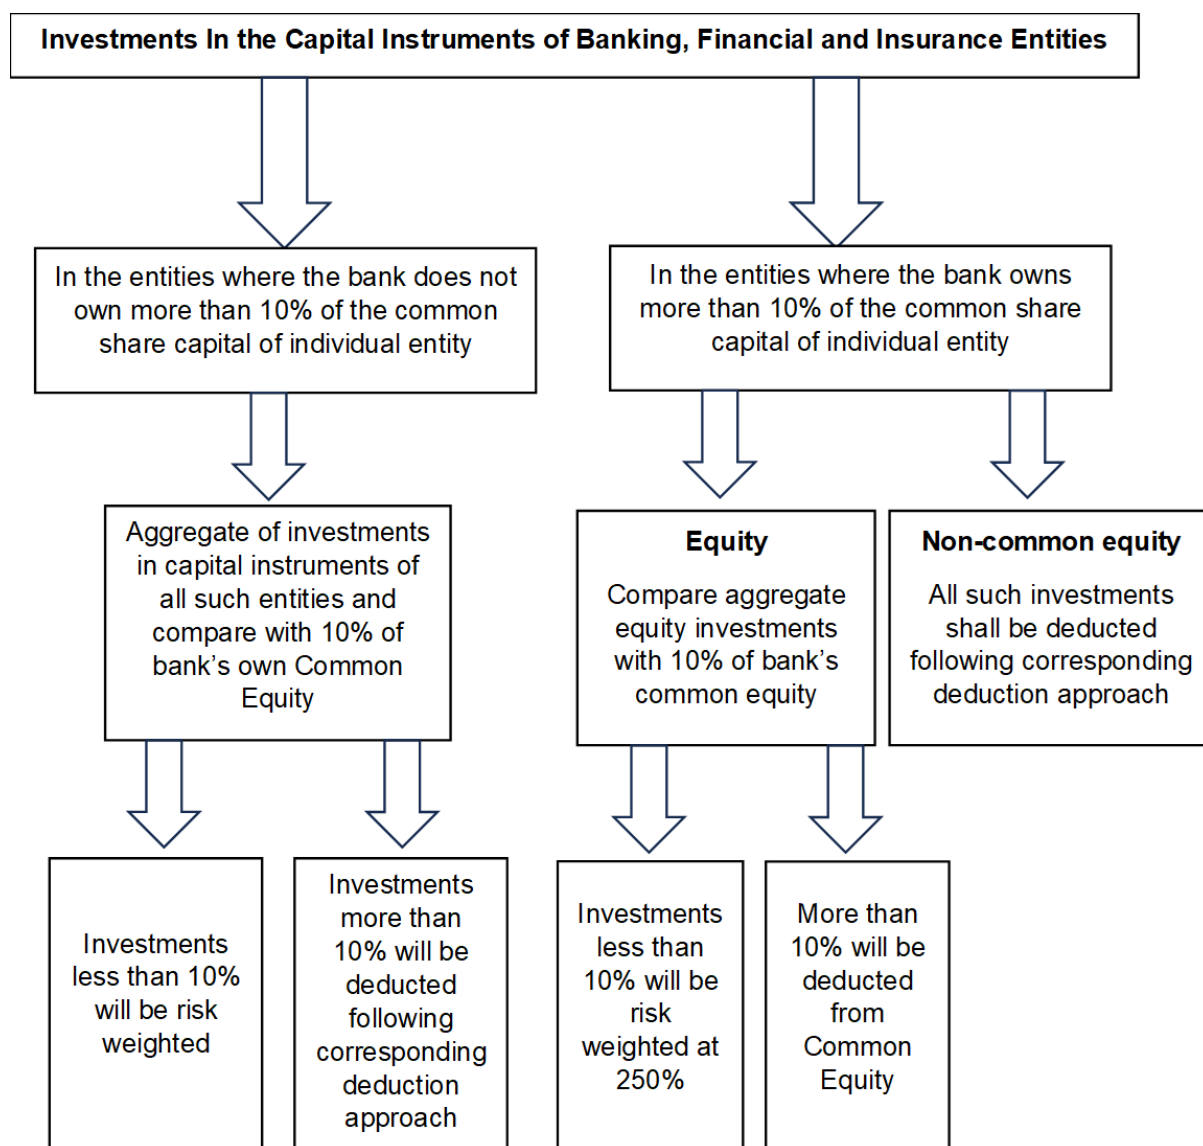 Investments In the Capital Instruments of Banking, Financial and Insurance Entities
In the entities where the bank does not
own more than 10% of the common
share capital of individual entity
In the entities where the bank owns
more than 10% of the common share
capital of individual entity
Aggregate of investments
in capital instruments of
all such entities and
compare with 10% of
bank’s own Common
Equity
Equity
Compare aggregate
equity investments
with 10% of bank’s
common equity
Non-common equity
All such investments
shall be deducted
following corresponding
deduction approach
Investments
less than 10%
will be risk
weighted
Investments
more than
10% will be
deducted
following
corresponding
deduction
approach
Investments
less than
10% will be
risk
weighted at
250%
More than
10% will be
deducted
from
Common
Equity